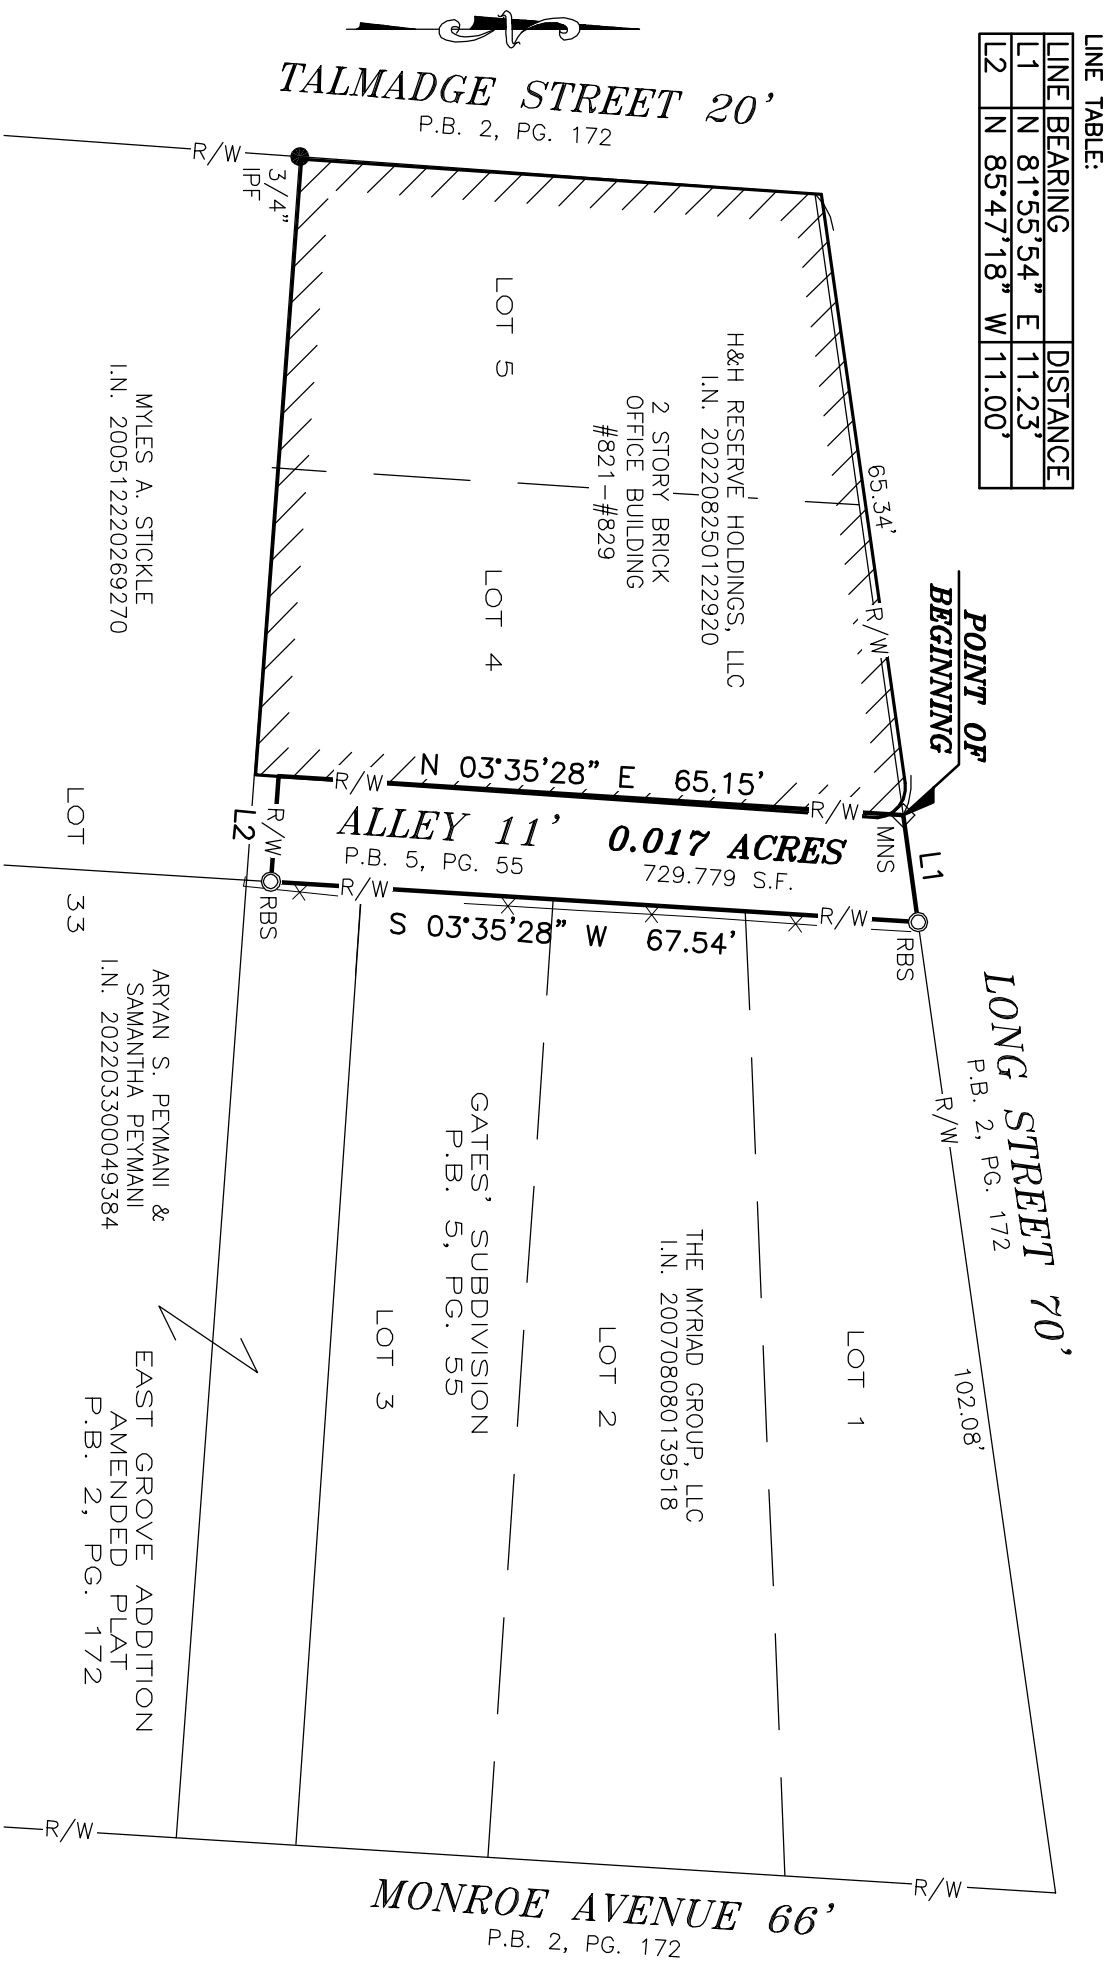 LINE TABLE:
LINE BEARING DISTANCE
L1 N 81°55'54" E 11.23'
L2 N 85°47'18" W 11.00'
TALMADGE STREET 20'
P.B. 2, PG. 172
R/W
3/4"
IPF
LOT 5
H&H RESERVE HOLDINGS, LLC
I.N. 202208250122920
2 STORY BRICK
OFFICE BUILDING
#821-#829
LOT 4
65.34'
R/W
POINT OF
BEGINNING
MYLES A. STICKLE
I.N. 200512220269270
N 03°35'28" E 65.15'
R/W
R/W
ALLEY 11'
P.B. 5, PG. 55
0.017 ACRES
729.779 S.F.
MNS
L1
R/W
L2
R/W
R/W
S 03°35'28" W 67.54'
RBS
RBS
LOT 33
LONG STREET 70'
P.B. 2, PG. 172
R/W
102.08'
ARYAN S. PEYMANI &
SAMANTHA PEYMANI
I.N. 202203300049384
GATES' SUBDIVISION
P.B. 5, PG. 55
THE MYRIAD GROUP, LLC
I.N. 200708080139518
LOT 1
LOT 2
LOT 3
EAST GROVE ADDITION
AMENDED PLAT
P.B. 2, PG. 172
R/W
R/W
MONROE AVENUE 66'
P.B. 2, PG. 172